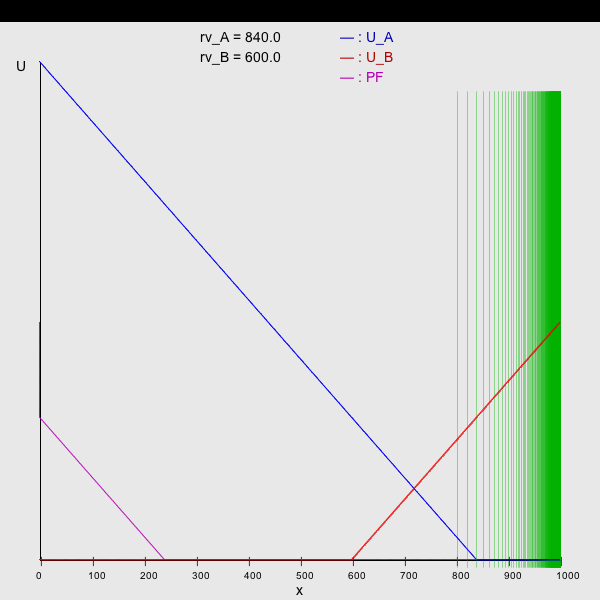 rv_A = 840.0 — : U_A
rv_B = 600.0 — : U_B
— : PF
U
0 100 200 300 400 500 600 700 800 900 1000
x